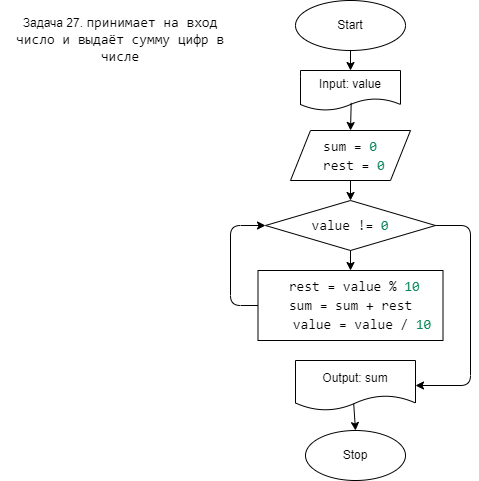 Задача 27. принимает на вход
число и выдаёт сумму цифр в
числе
Start
Input: value
sum = 0
rest = 0
value != 0
rest = value % 10
sum = sum + rest
value = value / 10
Output: sum
Stop